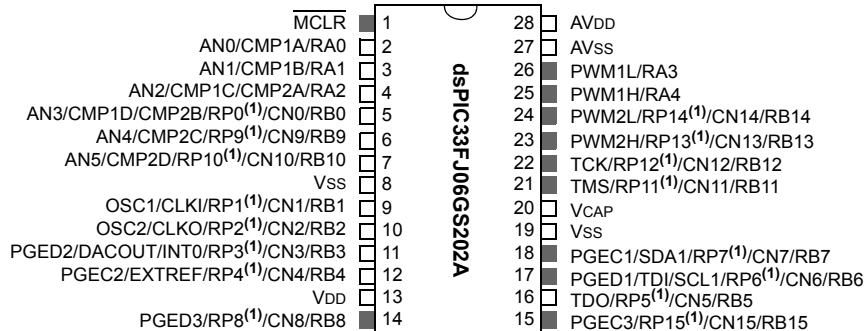 MCLR 1
AN0/CMP1A/RA0 2
AN1/CMP1B/RA1 3
AN2/CMP1C/CMP2A/RA2 4
AN3/CMP1D/CMP2B/RP0(1)/CN0/RB0 5
AN4/CMP2C/RP9(1)/CN9/RB9 6
AN5/CMP2D/RP10(1)/CN10/RB10 7
VSS 8
OSC1/CLKI/RP1(1)/CN1/RB1 9
OSC2/CLKO/RP2(1)/CN2/RB2 10
PGED2/DACOUT/INT0/RP3(1)/CN3/RB3 11
PGEC2/EXTREF/RP4(1)/CN4/RB4 12
VDD 13
PGED3/RP8(1)/CN8/RB8 14
dsPIC33FJ06GS202A
28 AVDD
27 AVSS
26 PWM1L/RA3
25 PWM1H/RA4
24 PWM2L/RP14(1)/CN14/RB14
23 PWM2H/RP13(1)/CN13/RB13
22 TCK/RP12(1)/CN12/RB12
21 TMS/RP11(1)/CN11/RB11
20 VCAP
19 VSS
18 PGEC1/SDA1/RP7(1)/CN7/RB7
17 PGED1/TDI/SCL1/RP6(1)/CN6/RB6
16 TDO/RP5(1)/CN5/RB5
15 PGEC3/RP15(1)/CN15/RB15